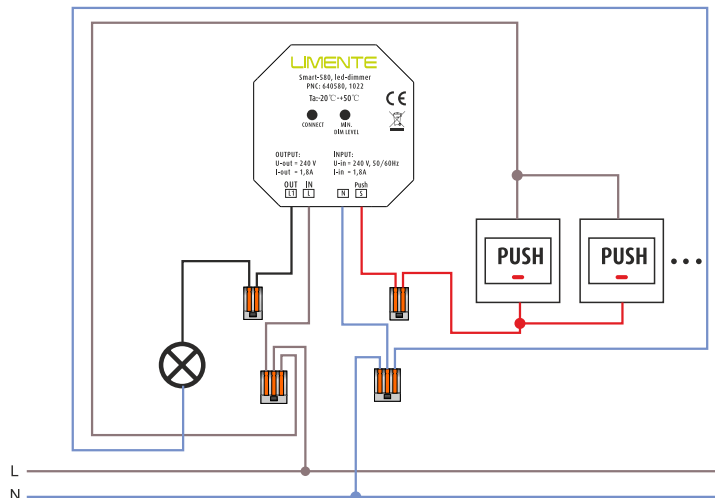 LIMENTE
Smart-S80, led-dimmer
PNC: 640580, 1022
Ta:-20℃-+50℃
CE
CONNECT
MIN.
DIM LEVEL
OUTPUT:
U-out = 240 V
I-out = 1,8A
INPUT:
U-in = 240 V, 50/60Hz
I-in = 1,8A
OUT IN Push
L1 L N S
PUSH
PUSH
L
N